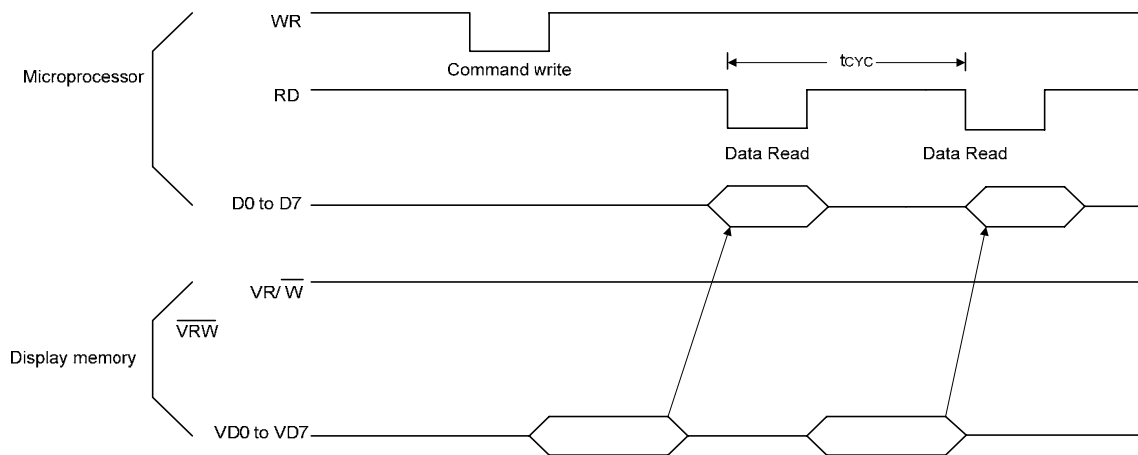 WR
Command write
Microprocessor
tCYC
RD
Data Read
Data Read
D0 to D7
VR/W̅
V̅R̅W̅
Display memory
VD0 to VD7